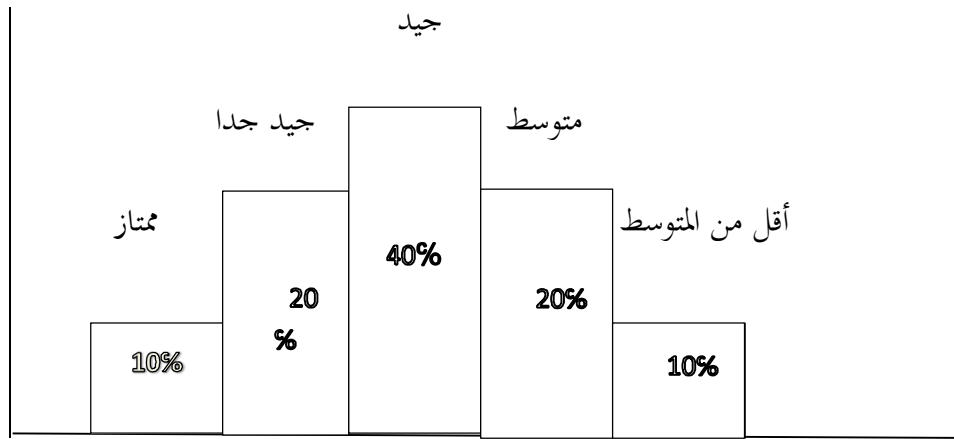 جيد
جيد جدا
متوسط
ممتاز
أقل من المتوسط
40%
20
%
20%
10%
10%